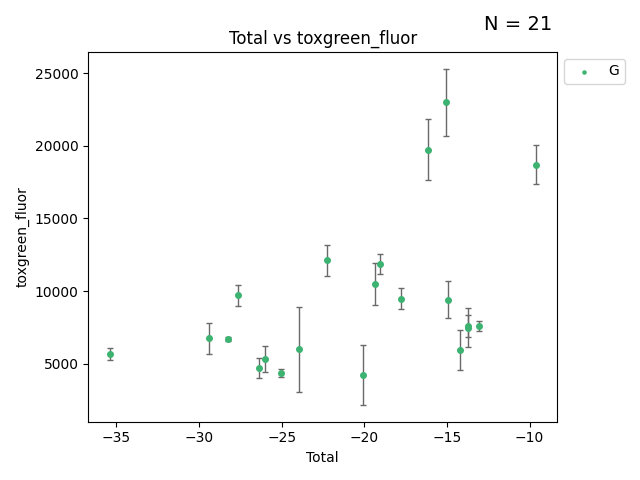 N = 21
Total vs toxgreen_fluor
G
toxgreen_fluor
25000
20000
15000
10000
5000
−35
−30
−25
−20
−15
−10
Total